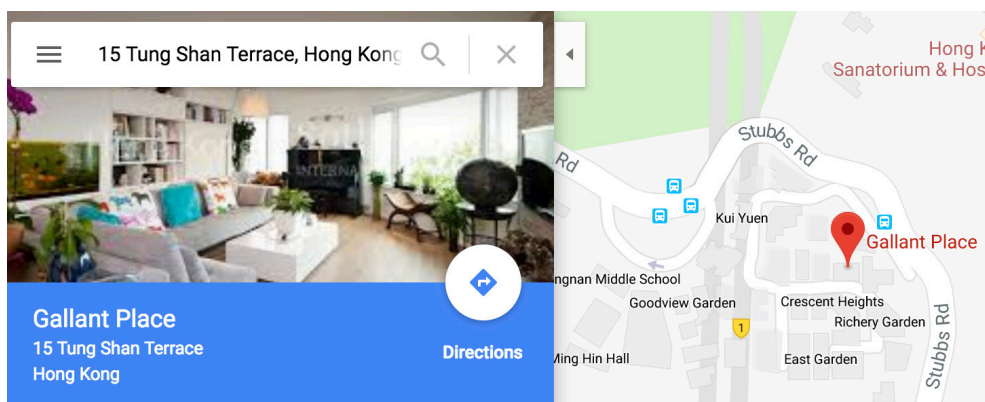 15 Tung Shan Terrace, Hong Kong
Gallant Place
15 Tung Shan Terrace
Hong Kong
Directions
Hong K
Sanatorium & Hos
Stubbs Rd
Rd
Kui Yuen
Gallant Place
ngnan Middle School
Goodview Garden
Crescent Heights
Richery Garden
1
Stubbs Rd
Ming Hin Hall
East Garden